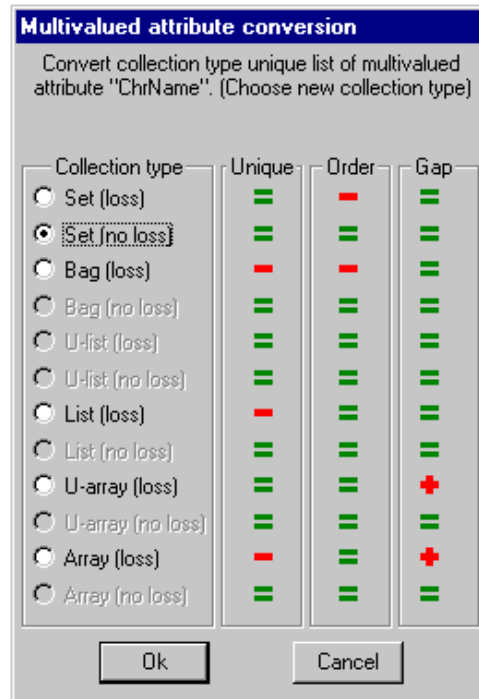 Multivalued attribute conversion
Convert collection type unique list of multivalued
attribute "ChrName". (Choose new collection type)
Collection type Unique Order Gap
Set (loss) = - =
Set (no loss) = = =
Bag (loss) - - =
Bag (no loss) = = =
U-list (loss) = = =
U-list (no loss) = = =
List (loss) - = =
List (no loss) = = =
U-array (loss) = = +
U-array (no loss) = = =
Array (loss) - = +
Array (no loss) = = =
Ok Cancel